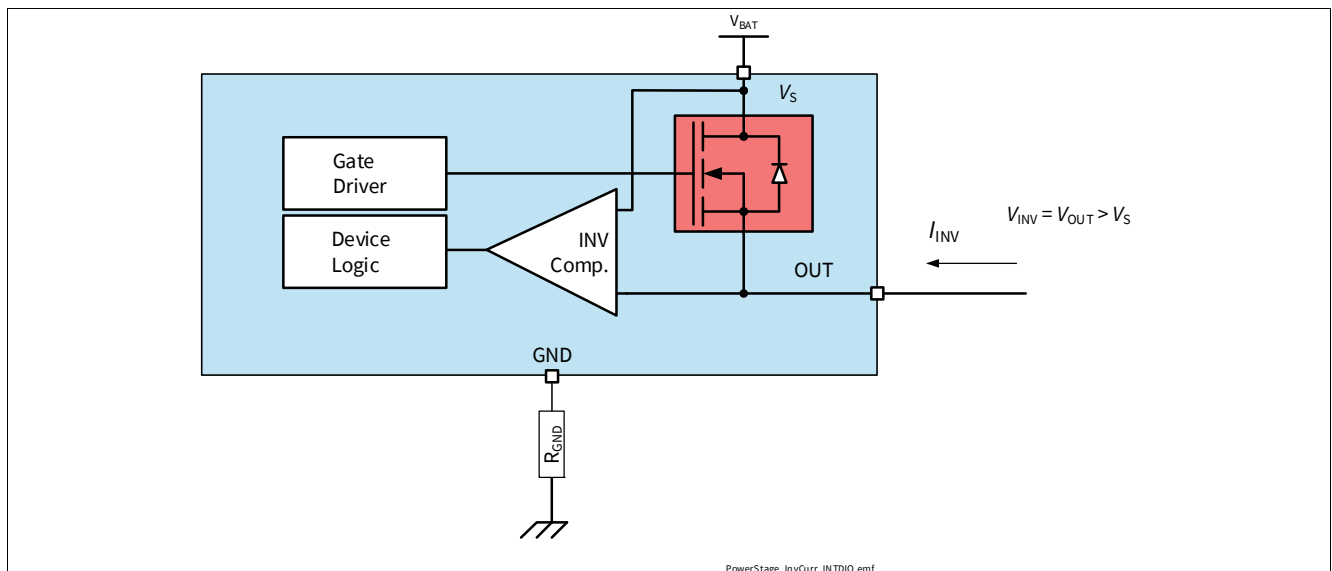 VBAT
VS
Gate
Driver
Device
Logic
INV
Comp.
OUT
IINV
VINV = VOUT > VS
GND
RGND
PowerStage_InvCurr_INTDIO.emf